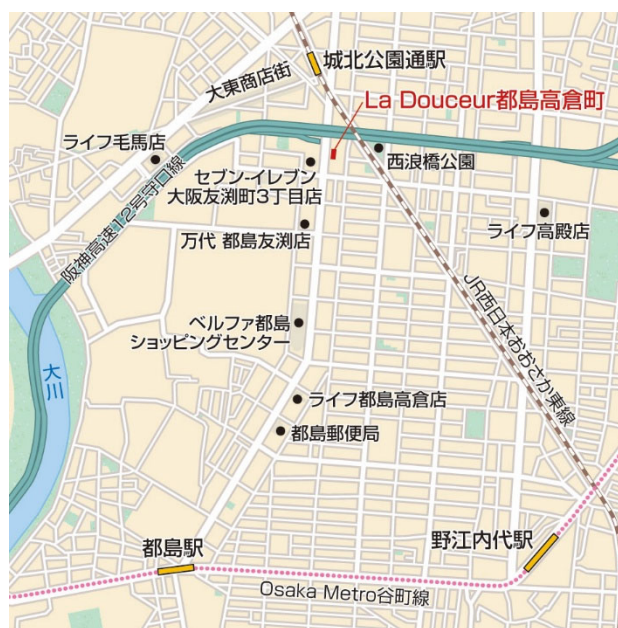 城北公園通駅
大東商店街
La Douceur都島高倉町
ライフ毛馬店
西浪橋公園
セブン-イレブン
大阪友渕町3丁目店
阪神高速12号守口線
万代 都島友渕店
ライフ高殿店
JR西日本おおさか東線
ベルファ都島
ショッピングセンター
大川
ライフ都島高倉店
都島郵便局
都島駅
野江内代駅
Osaka Metro谷町線